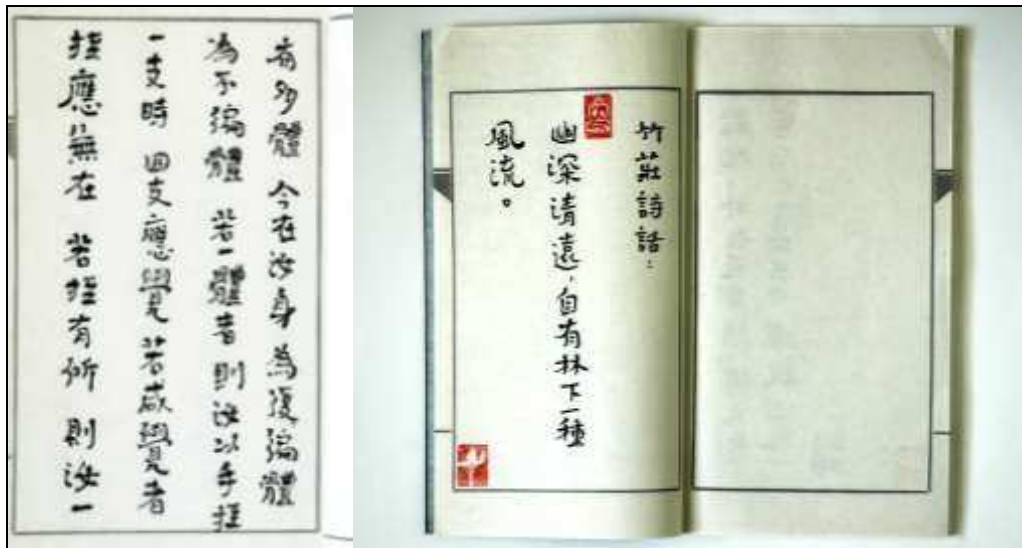 有多體 今在汝身 為復徧體
為不徧體 若一體者 則汝以手挃
一支時 四支應覺 若咸覺者
挃應無在 若挃有所 則汝一
竹莊詩話：
幽深清遠，自有林下一種
風流。